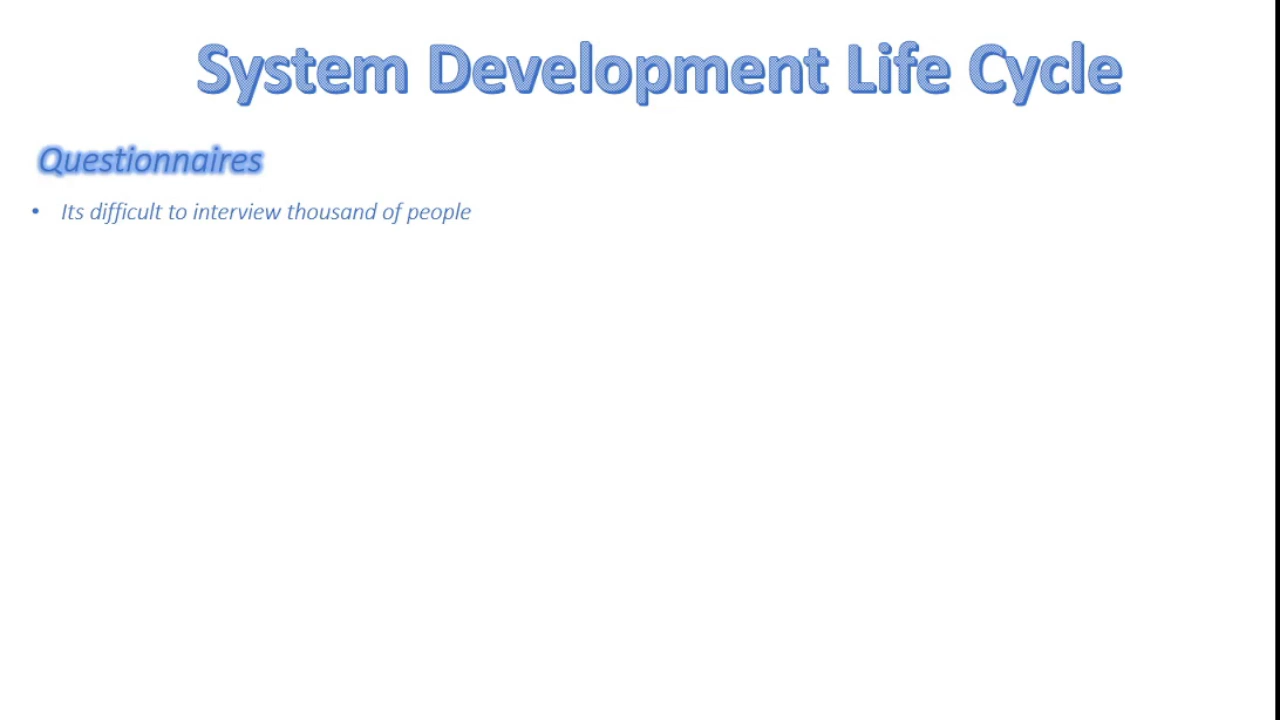 System Development Life Cycle
Questionnaires
• Its difficult to interview thousand of people